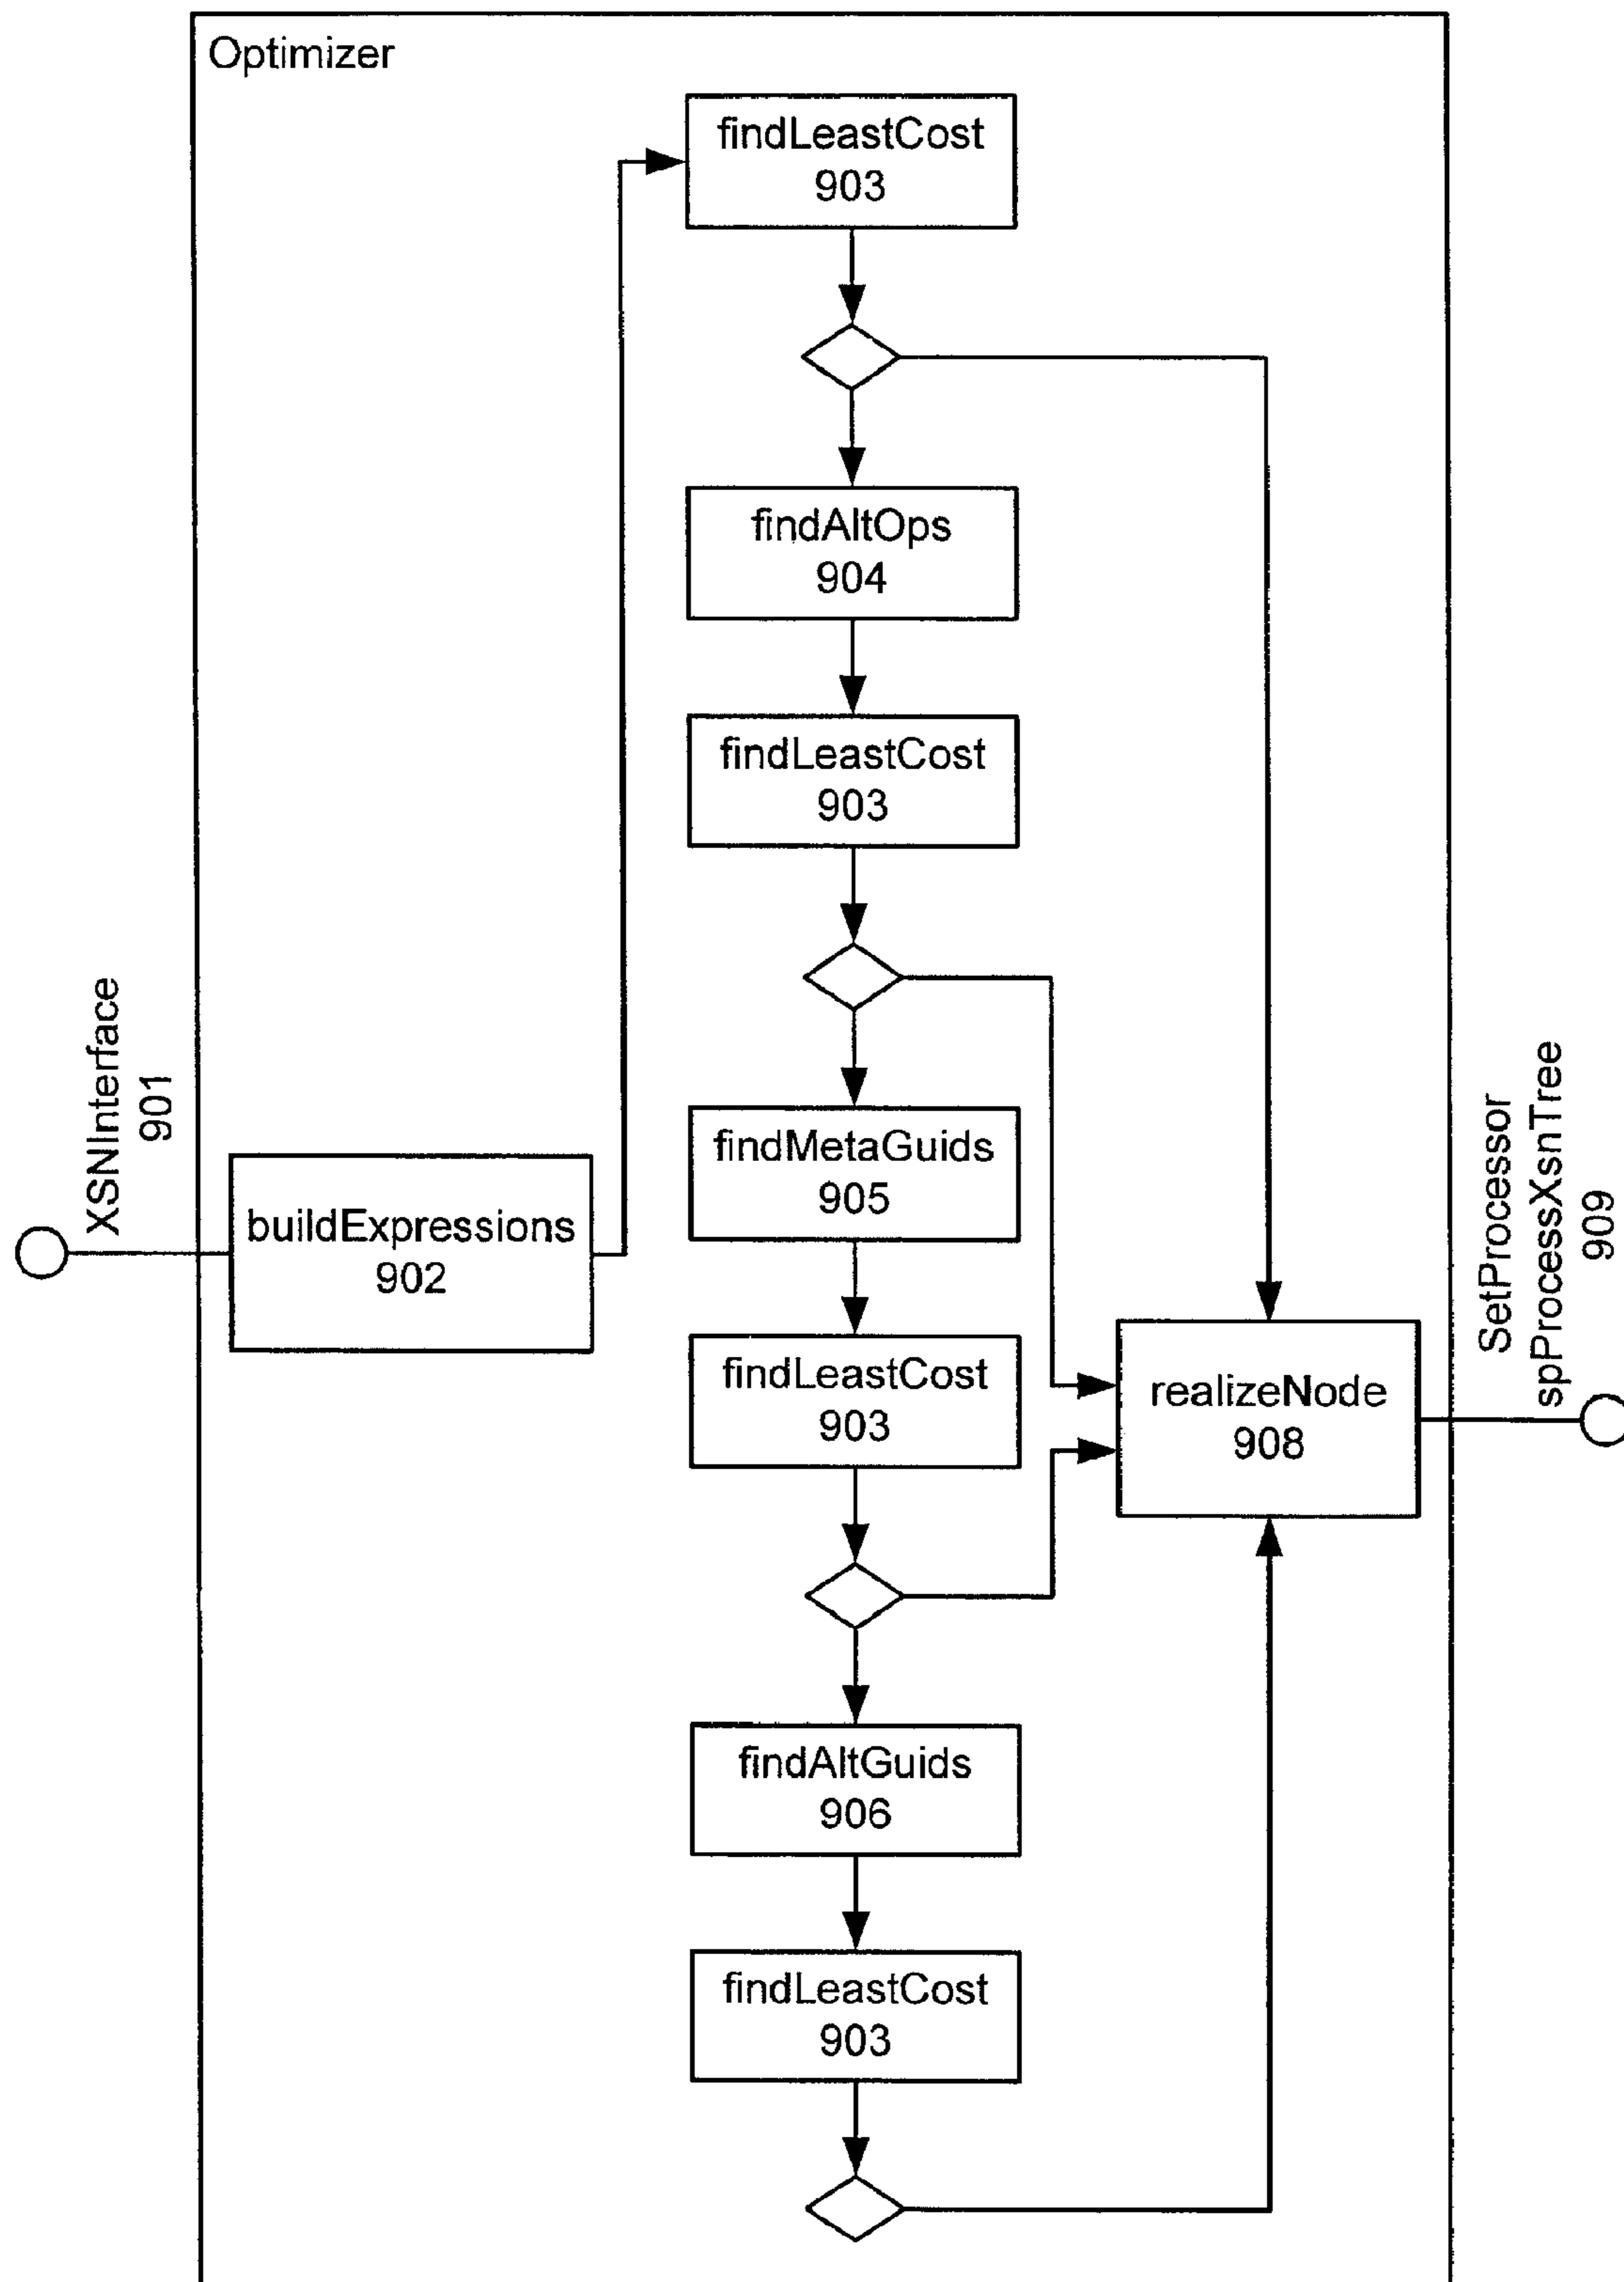 Optimizer
findLeastCost
903
findAltOps
904
findLeastCost
903
XSNInterface
901
buildExpressions
902
findMetaGuids
905
findLeastCost
903
realizeNode
908
SetProcessor
spProcessXsnTree
909
findAltGuids
906
findLeastCost
903